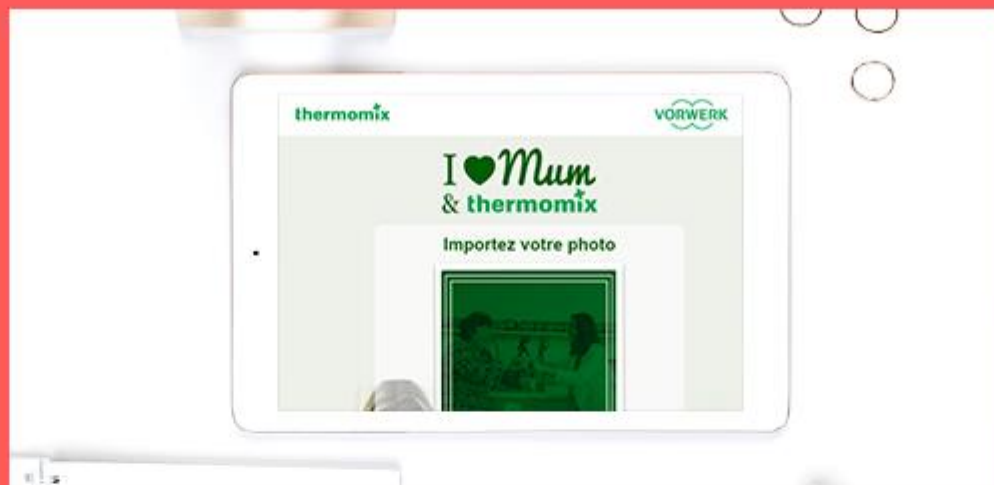 thermomix
VORWERK
I ♥ Mum
& thermomix
Importez votre photo